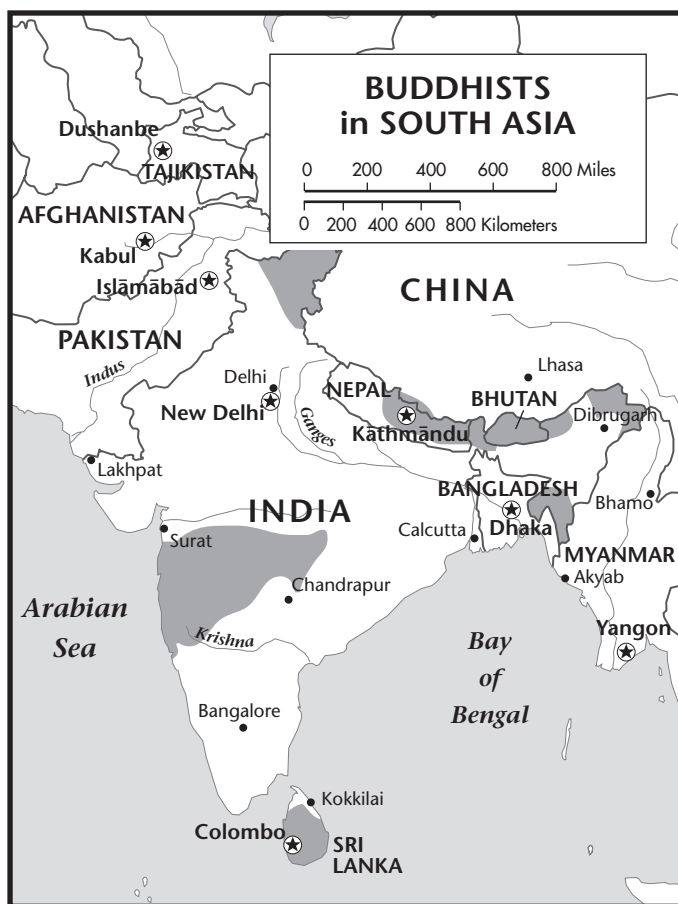 BUDDHISTS
in SOUTH ASIA
0 200 400 600 800 Miles
0 200 400 600 800 Kilometers
Dushanbe
TAJIKISTAN
AFGHANISTAN
Kabul
Islāmābād
CHINA
PAKISTAN
Indus
Delhi
New Delhi
Ganges
NEPAL
Kāthmāndu
Lhasa
BHUTAN
Dibrugarh
Lakhpat
INDIA
BANGLADESH
Dhaka
Bhamo
Surat
Calcutta
MYANMAR
Akyab
Chandrapur
Arabian
Sea
Krishna
Bay
of
Bengal
Yangon
Bangalore
Kokkilai
Colombo
SRI
LANKA